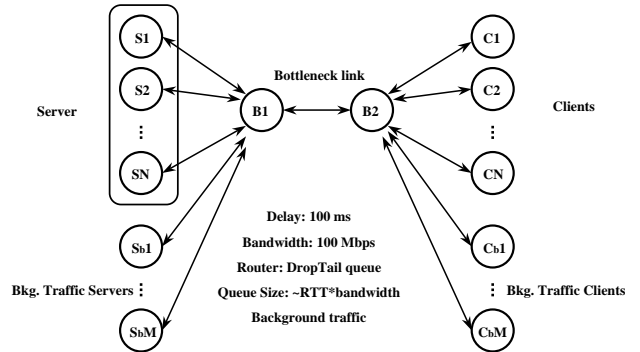 S1
C1
Bottleneck link
S2
C2
Server
B1
B2
Clients
⋮
⋮
SN
CN
Delay: 100 ms
Bandwidth: 100 Mbps
Sb1
Cb1
Router: DropTail queue
Bkg. Traffic Servers ⋮
Queue Size: ~RTT*bandwidth
⋮ Bkg. Traffic Clients
Background traffic
SbM
CbM